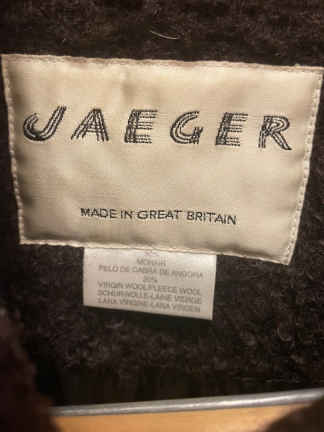 JAEGER
MADE IN GREAT BRITAIN
MOHAIR
PELO DE CABRA DE ANGORA
20%
VIRGIN WOOL/FLEECE WOOL
SCHURWOLLE-LAINE VIERGE
LANA VIRGINE-LANA VIRGEN